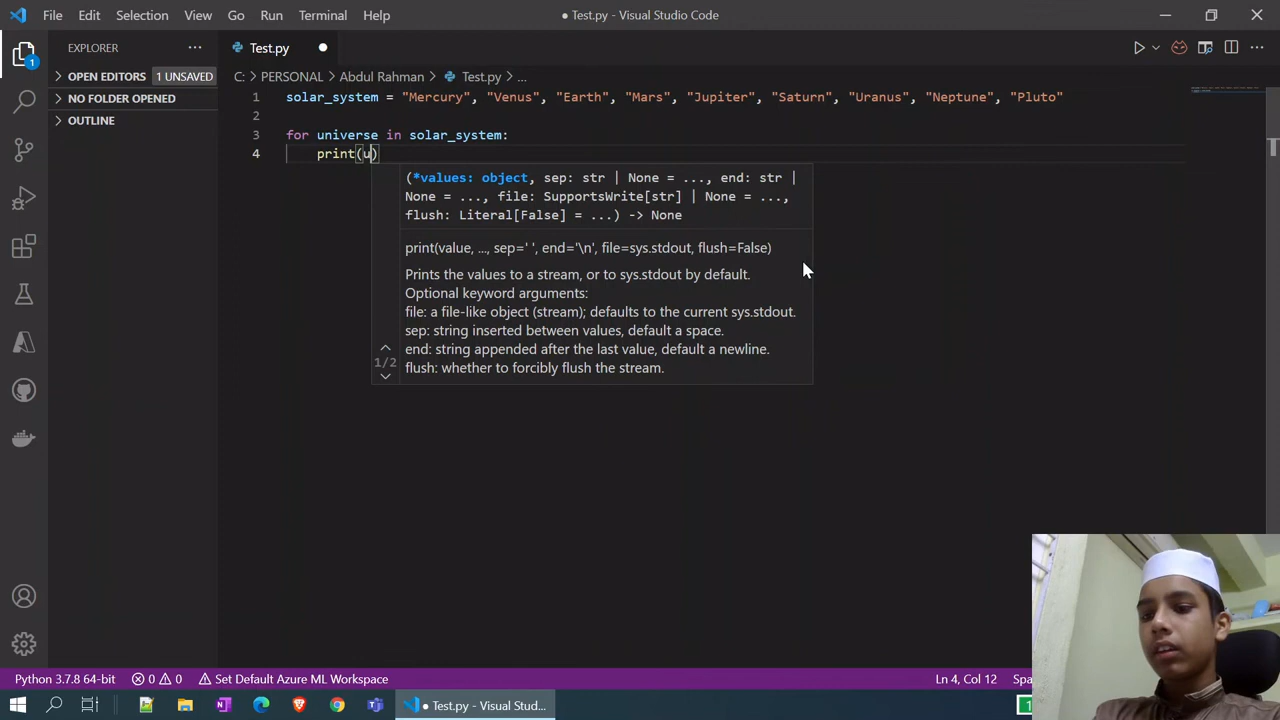 File Edit Selection View Go Run Terminal Help ● Test.py - Visual Studio Code
EXPLORER ... Test.py
OPEN EDITORS 1 UNSAVED
C: > PERSONAL > Abdul Rahman > Test.py > ...
NO FOLDER OPENED
OUTLINE
1 solar_system = "Mercury", "Venus", "Earth", "Mars", "Jupiter", "Saturn", "Uranus", "Neptune", "Pluto"
2
3 for universe in solar_system:
4 print(u)
(*values: object, sep: str | None = ..., end: str |
None = ..., file: SupportsWrite[str] | None = ...,
flush: Literal[False] = ...) -> None
print(value, ..., sep=' ', end='\n', file=sys.stdout, flush=False)
Prints the values to a stream, or to sys.stdout by default.
Optional keyword arguments:
file: a file-like object (stream); defaults to the current sys.stdout.
sep: string inserted between values, default a space.
end: string appended after the last value, default a newline.
flush: whether to forcibly flush the stream.
1/2
1
Python 3.9.7 64-bit 0 0 Set Default Azure ML Workspace Ln 4, Col 12 Spa
● Test.py - Visual Stud...